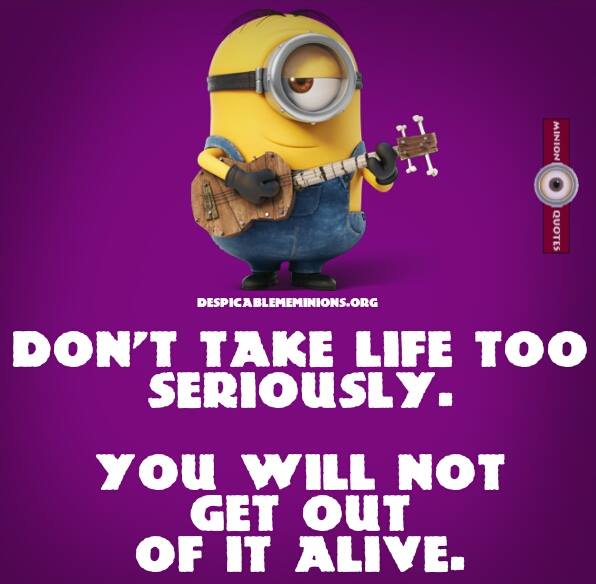 MINION QUOTES
DESPICABLEMEMINIONS.ORG
DON'T TAKE LIFE TOO
SERIOUSLY.
YOU WILL NOT
GET OUT
OF IT ALIVE.